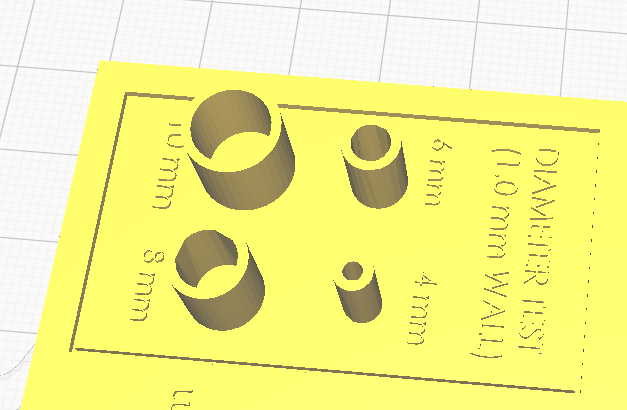 DIAMETER TEST
(1.0 mm WALL)
10 mm
6 mm
8 mm
4 mm